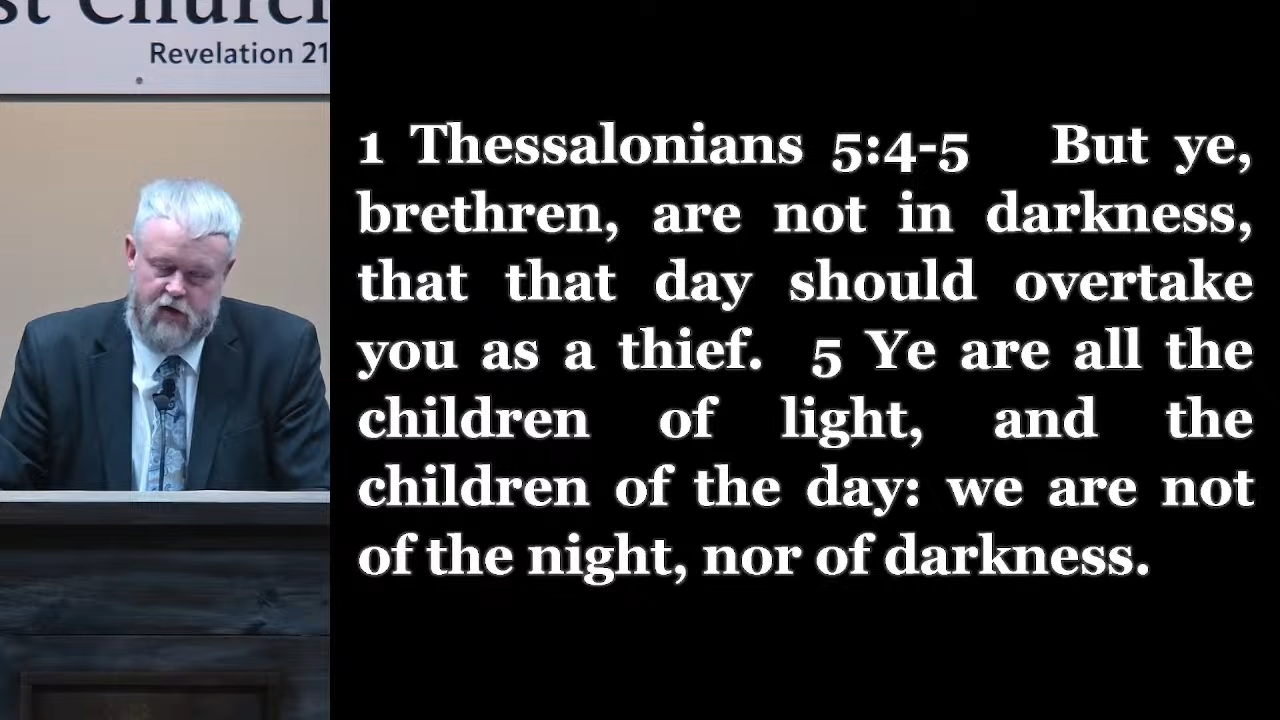 st Church
Revelation 21
1 Thessalonians 5:4-5 But ye,
brethren, are not in darkness,
that that day should overtake
you as a thief. 5 Ye are all the
children of light, and the
children of the day: we are not
of the night, nor of darkness.